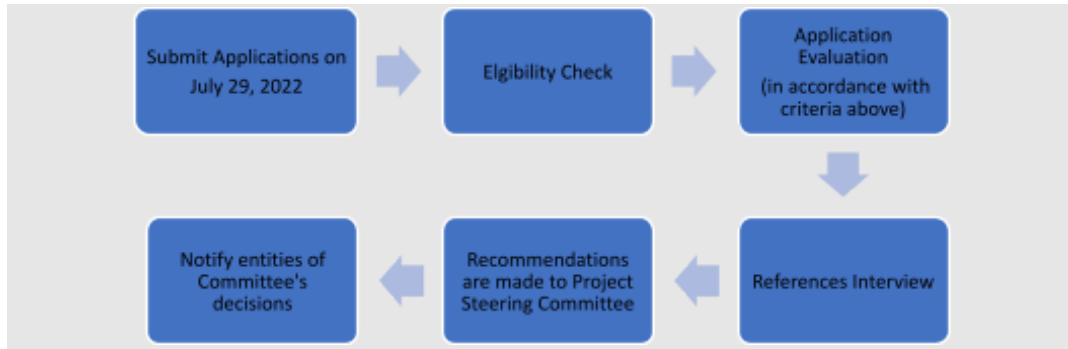 Submit Applications on
July 29, 2022
Elgibility Check
Application
Evaluation
(in accordance with
criteria above)
References Interview
Recommendations
are made to Project
Steering Committee
Notify entities of
Committee's
decisions